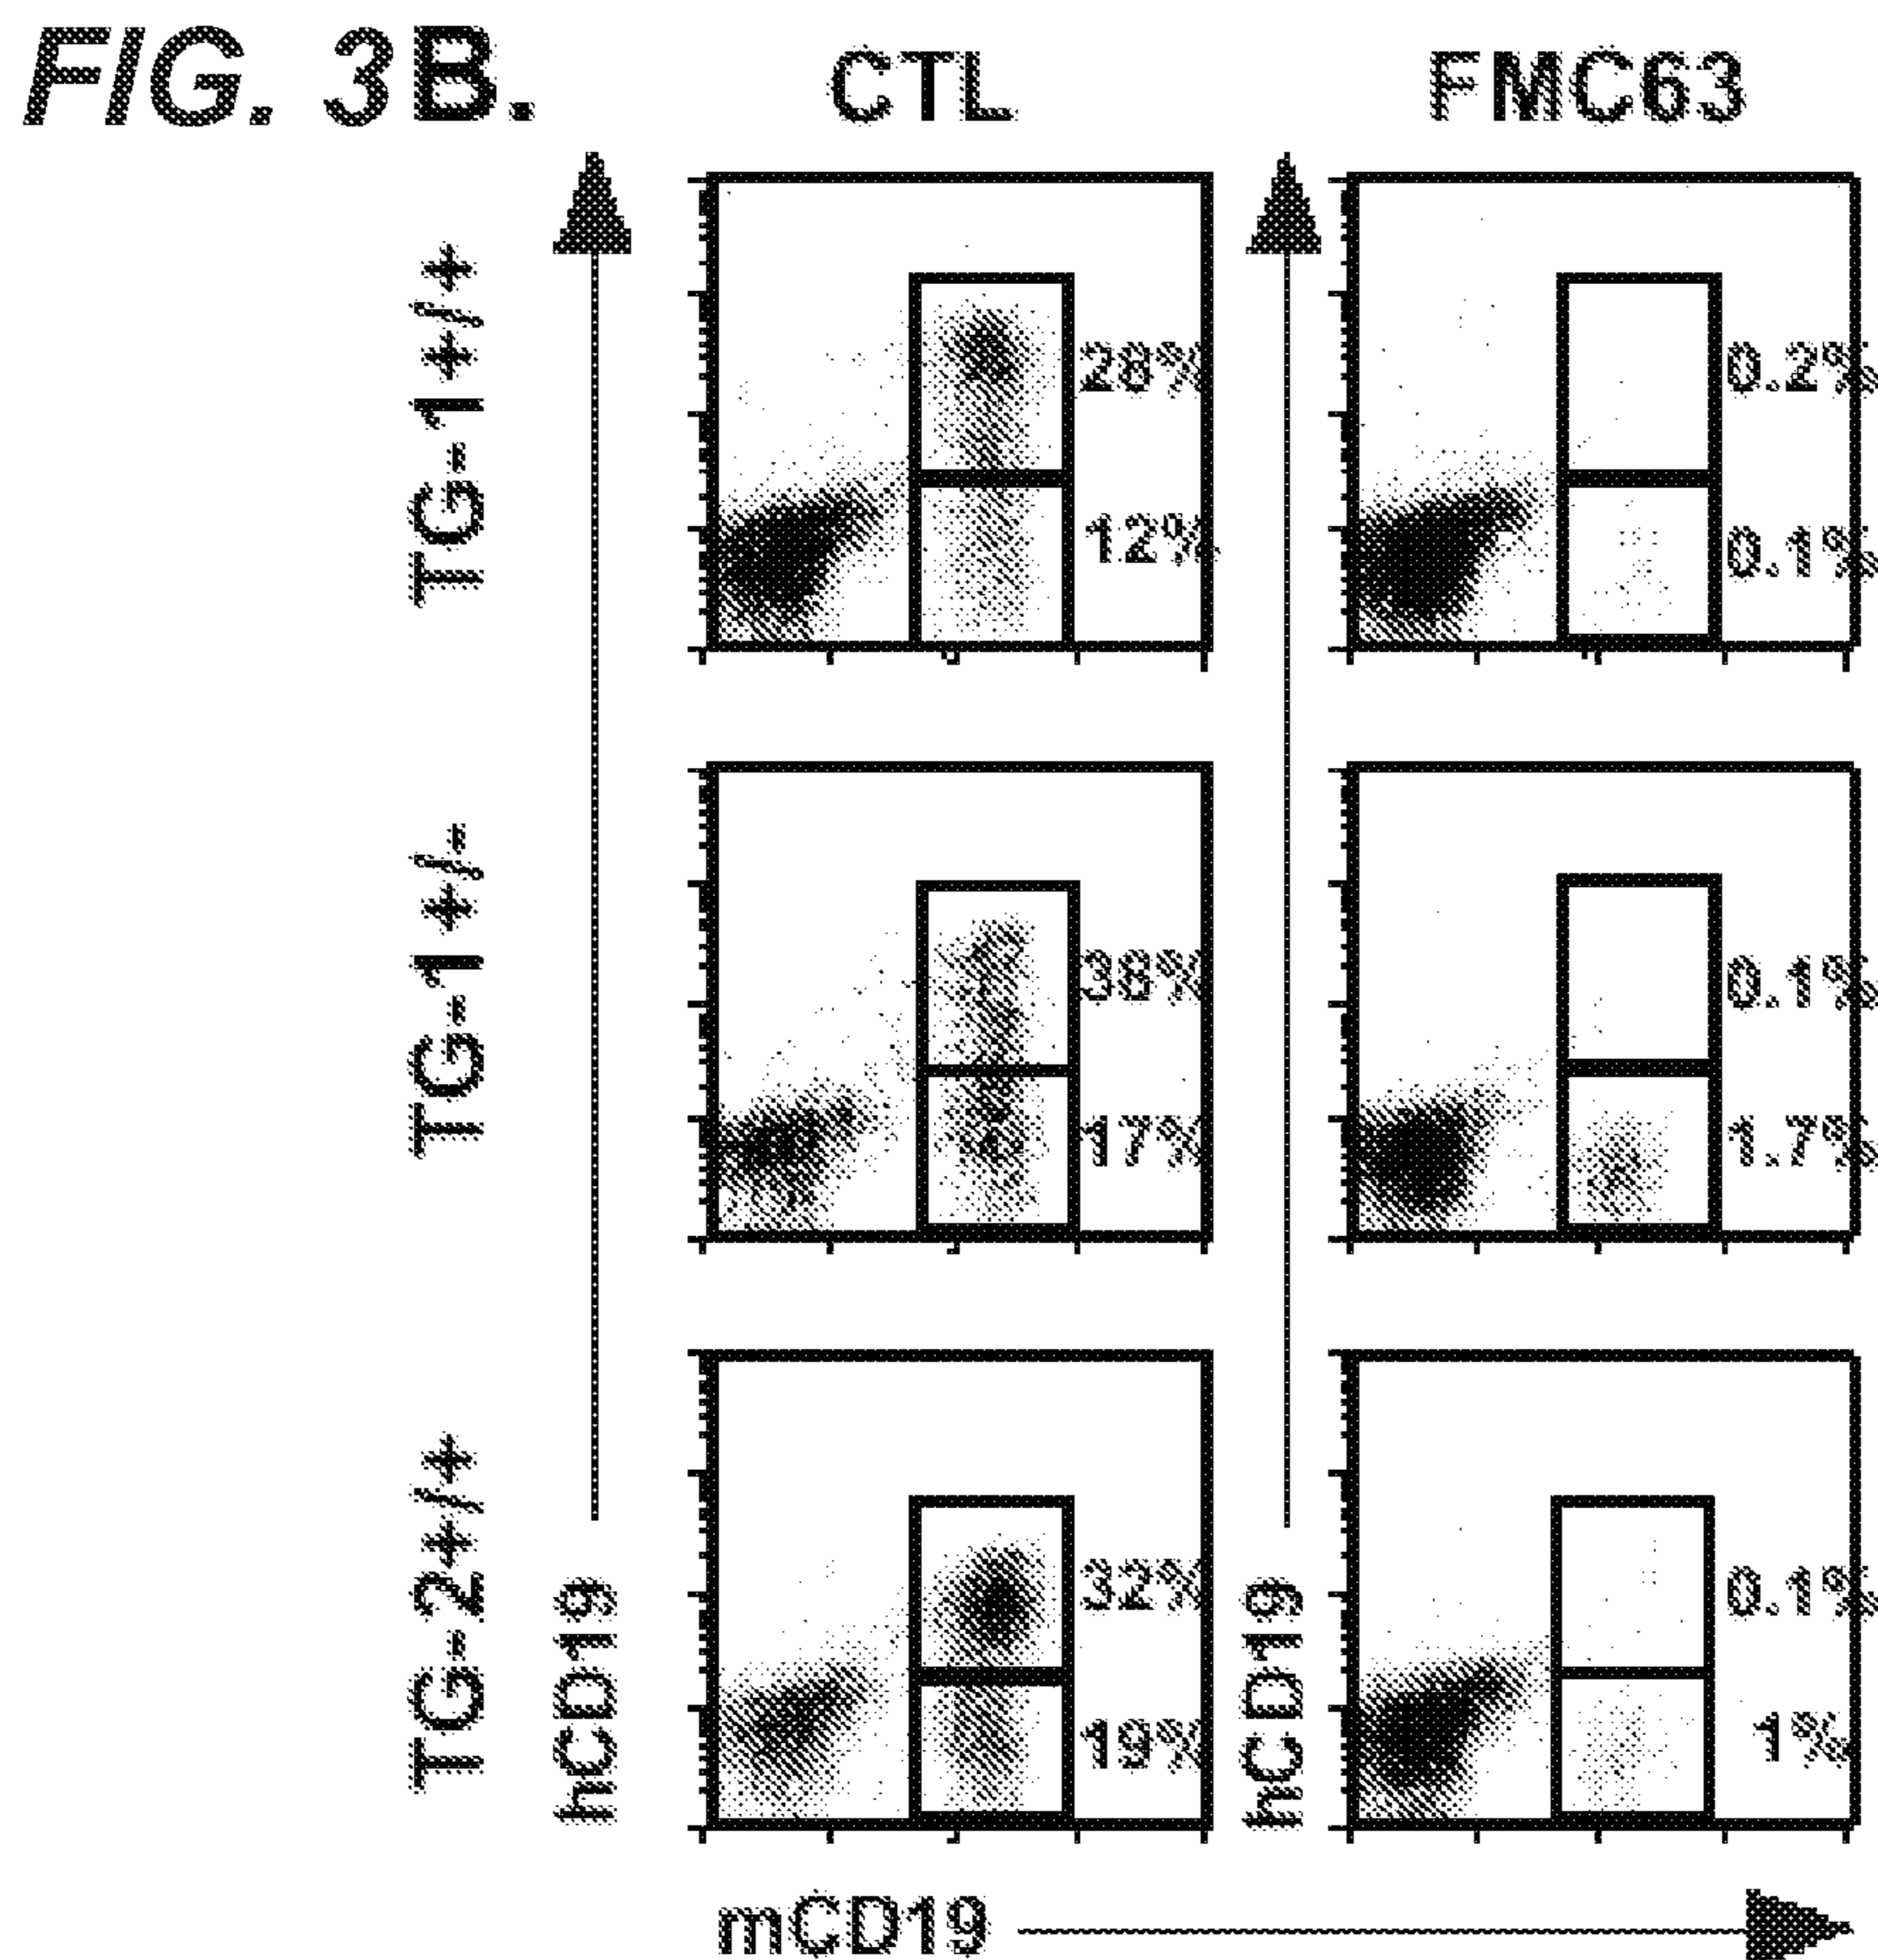 FIG. 3B.
CTL
FMC63
TG-1+/+
28%
12%
0.2%
0.1%
TG-1+/-
17%
0.1%
1.7%
TG-2+/+
hCD19
32%
19%
hCD19
0.1%
1%
mCD19